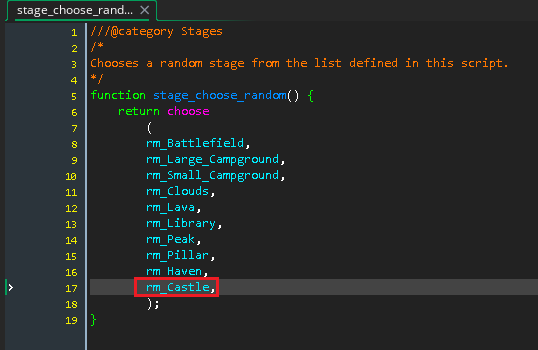 stage_choose_rand... ×
1 ///@category Stages
2 /*
3 Chooses a random stage from the list defined in this script.
4 */
5 function stage_choose_random() {
6 return choose
7 (
8 rm_Battlefield,
9 rm_Large_Campground,
10 rm_Small_Campground,
11 rm_Clouds,
12 rm_Lava,
13 rm_Library,
14 rm_Peak,
15 rm_Pillar,
16 rm_Haven,
17 rm_Castle,
18 );
19 }